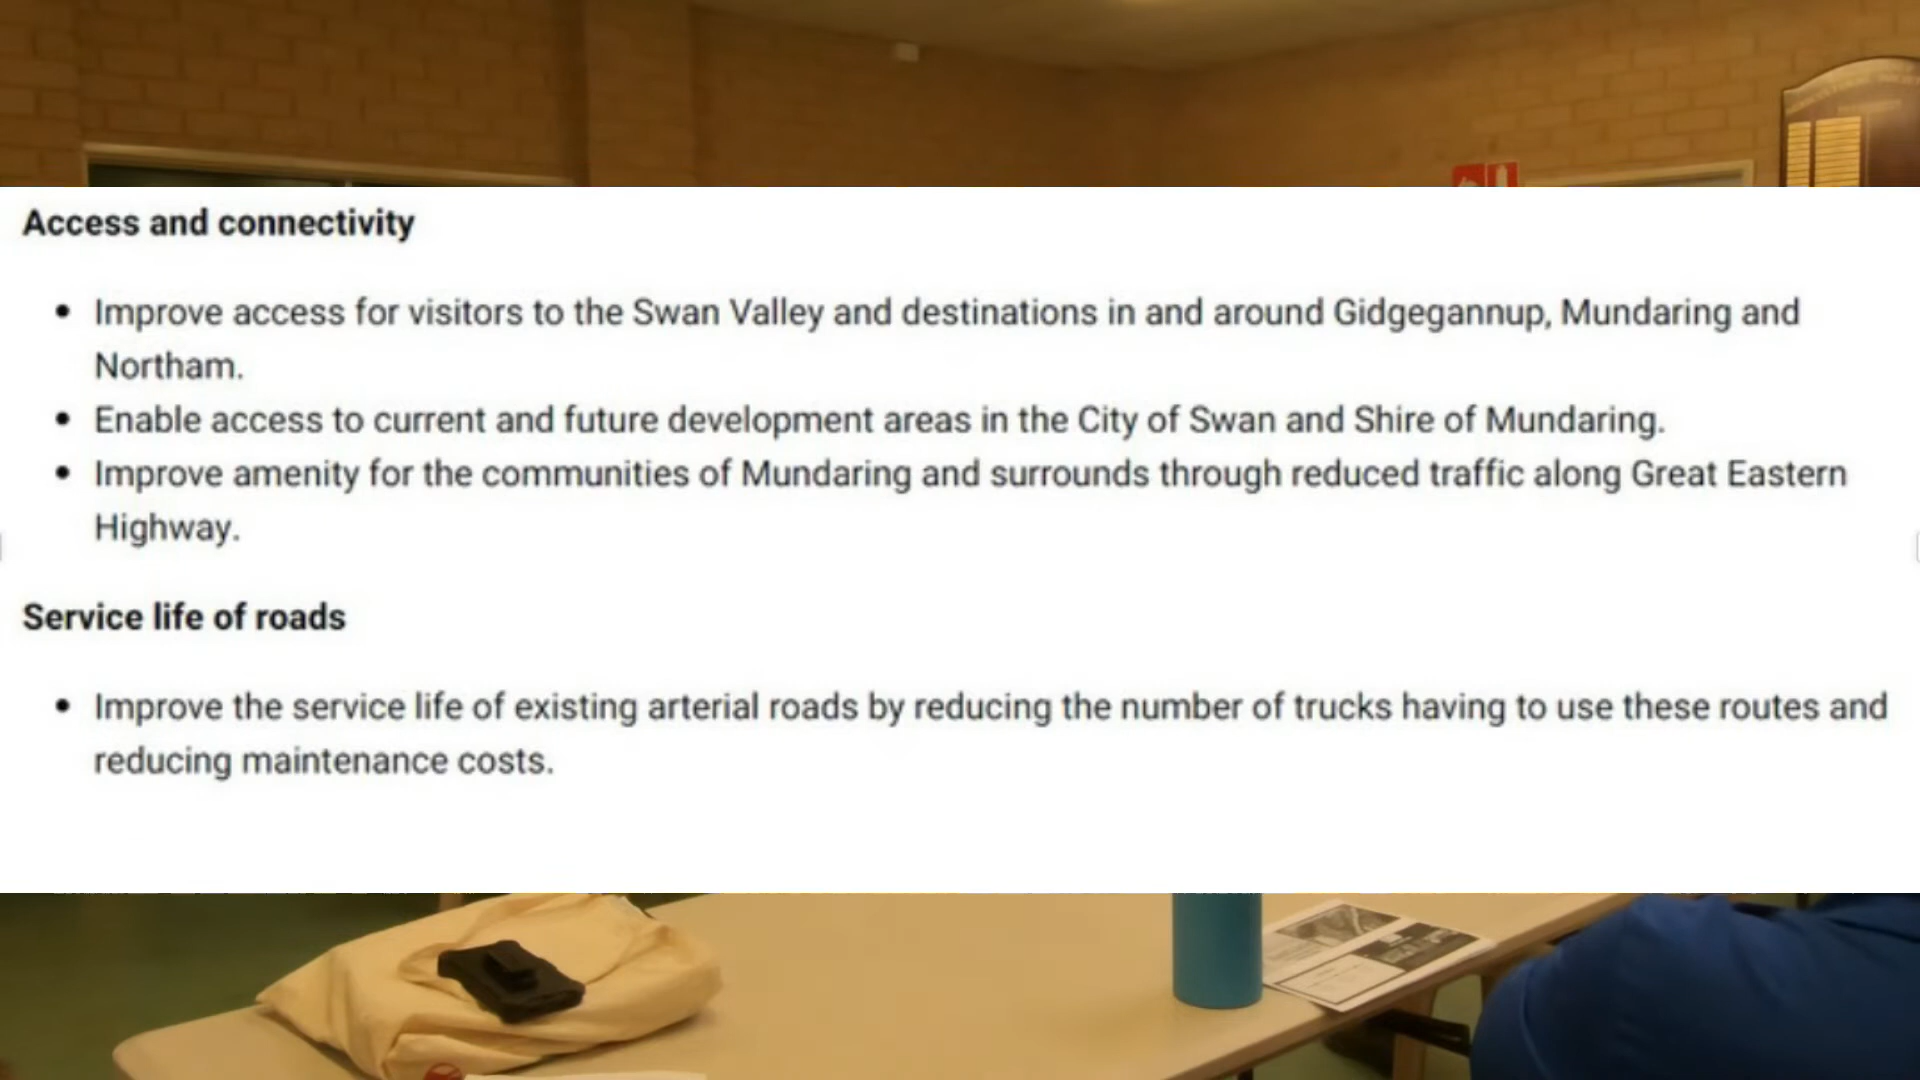 Access and connectivity
• Improve access for visitors to the Swan Valley and destinations in and around Gidgegannup, Mundaring and
Northam.
• Enable access to current and future development areas in the City of Swan and Shire of Mundaring.
• Improve amenity for the communities of Mundaring and surrounds through reduced traffic along Great Eastern
Highway.
Service life of roads
• Improve the service life of existing arterial roads by reducing the number of trucks having to use these routes and
reducing maintenance costs.